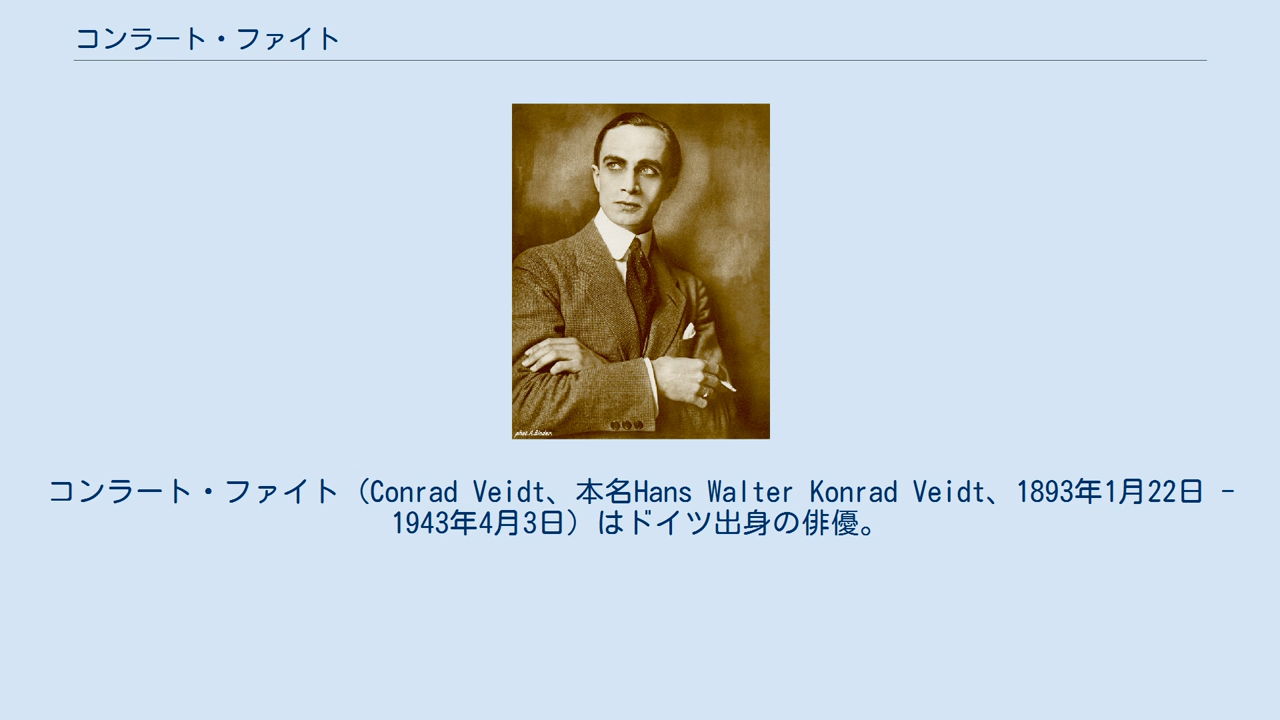 コンラート・ファイト
phot. A. Binder
コンラート・ファイト（Conrad Veidt、本名Hans Walter Konrad Veidt、1893年1月22日 -
1943年4月3日）はドイツ出身の俳優。